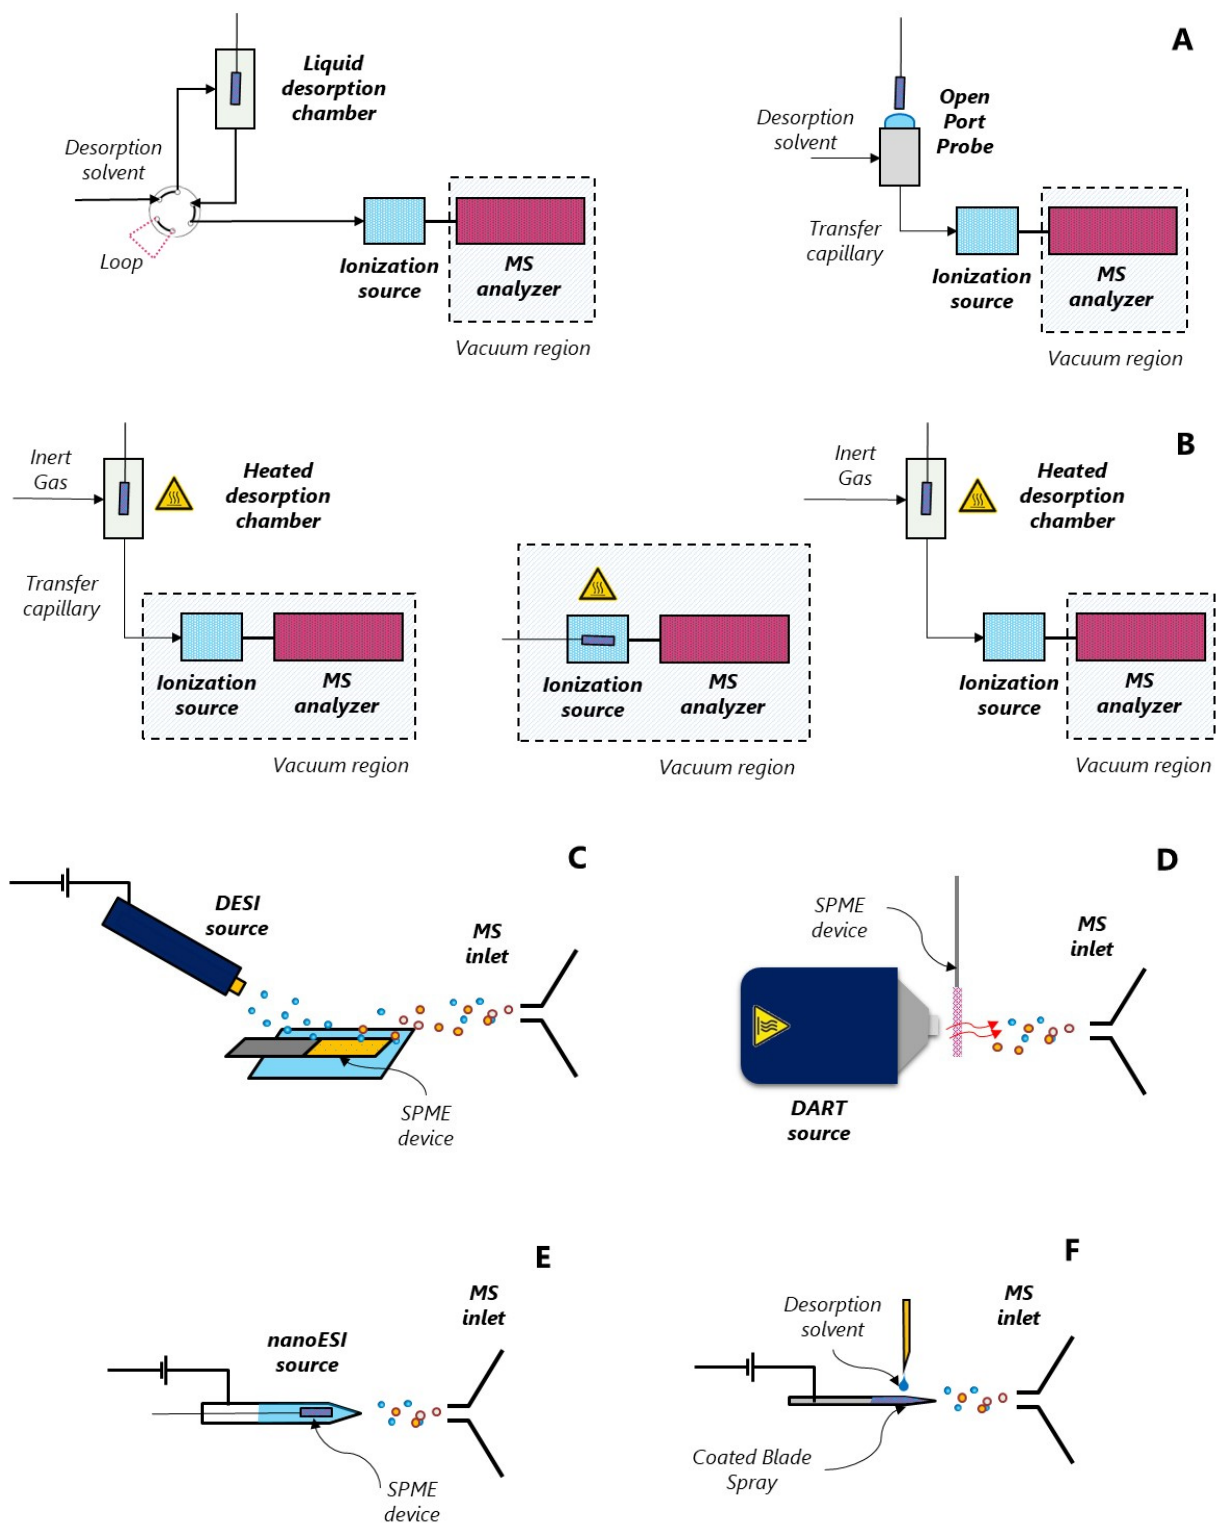 A
Liquid
desorption
chamber
Desorption
solvent
Loop
Ionization
source
MS
analyzer
Vacuum region
Open
Port
Probe
Desorption
solvent
Transfer
capillary
Ionization
source
MS
analyzer
Vacuum region
B
Inert
Gas
Heated
desorption
chamber
Transfer
capillary
Ionization
source
MS
analyzer
Vacuum region
Ionization
source
MS
analyzer
Vacuum region
Inert
Gas
Heated
desorption
chamber
Ionization
source
MS
analyzer
Vacuum region
C
DESI
source
MS
inlet
SPME
device
D
SPME
device
MS
inlet
DART
source
E
nanoESI
source
MS
inlet
SPME
device
F
Desorption
solvent
MS
inlet
Coated Blade
Spray